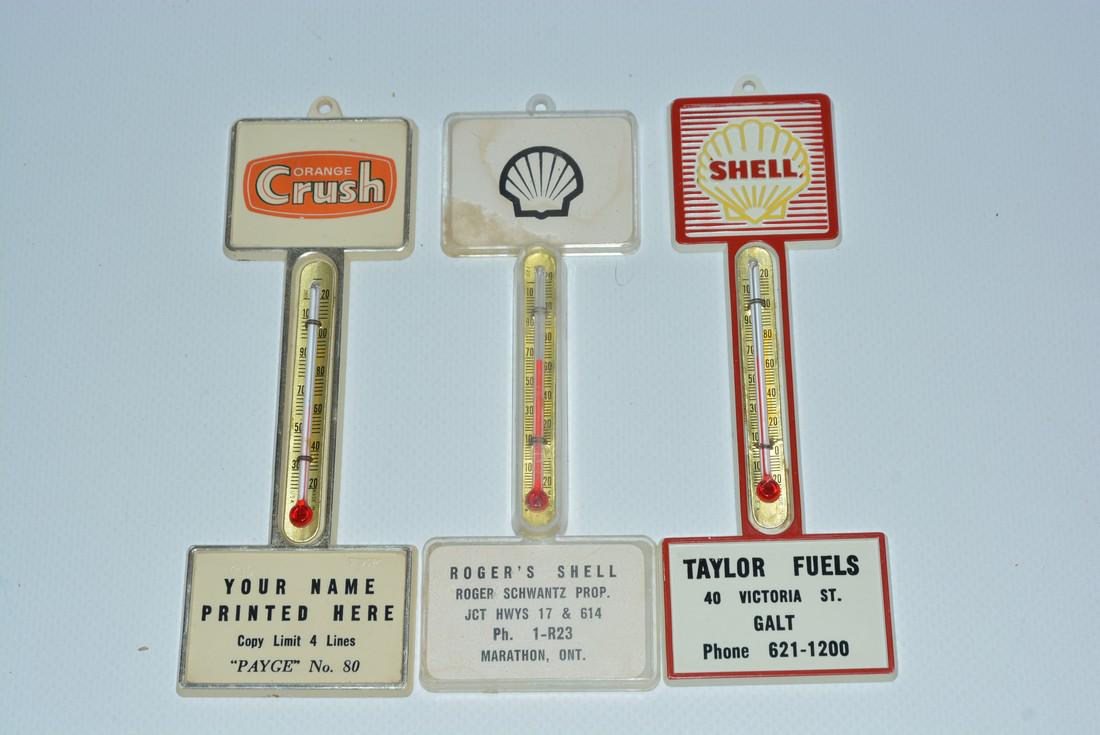 ORANGE
Crush
YOUR NAME
PRINTED HERE
Copy Limit 4 Lines
"PAYGE" No. 80
ROGER'S SHELL
ROGER SCHWANTZ PROP.
JCT HWYS 17 & 614
Ph. 1-R23
MARATHON, ONT.
SHELL
TAYLOR FUELS
40 VICTORIA ST.
GALT
Phone 621-1200